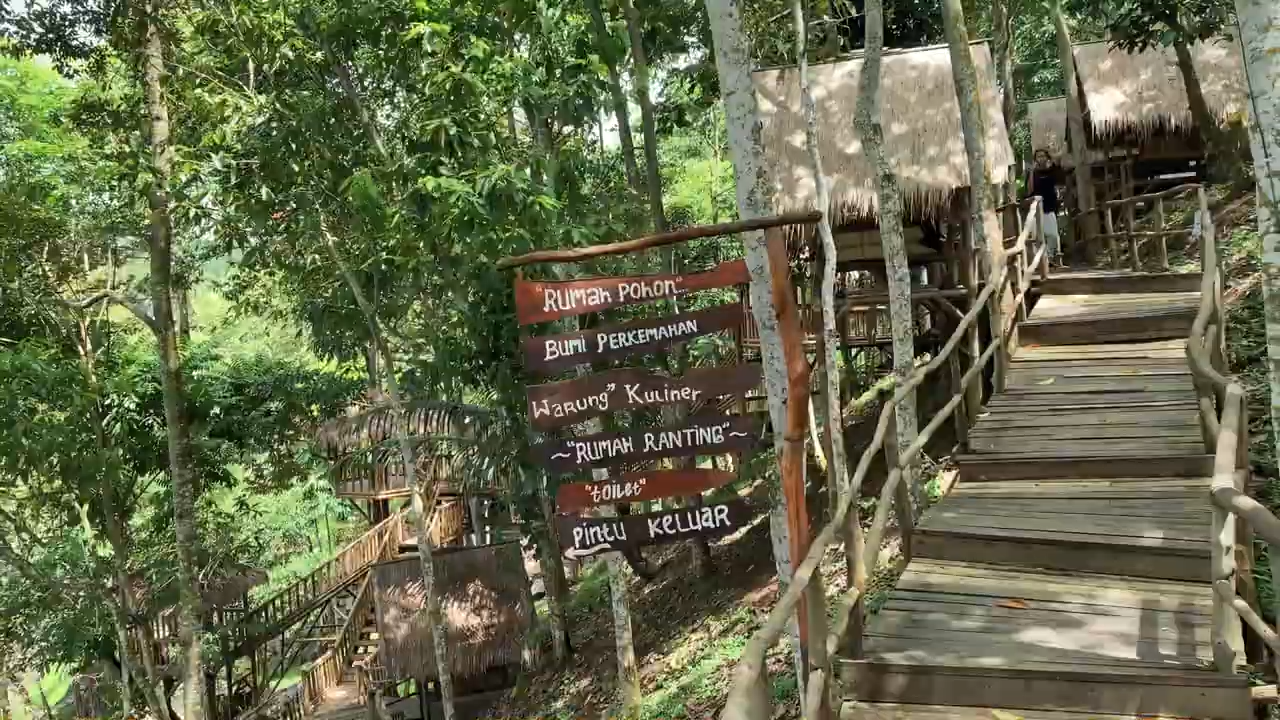 "RUMAH POHON"
BUMI PERKEMAHAN
WARUNG" KULINER
~"RUMAH RANTING"~
"tOILet"
PINTU KELUAR